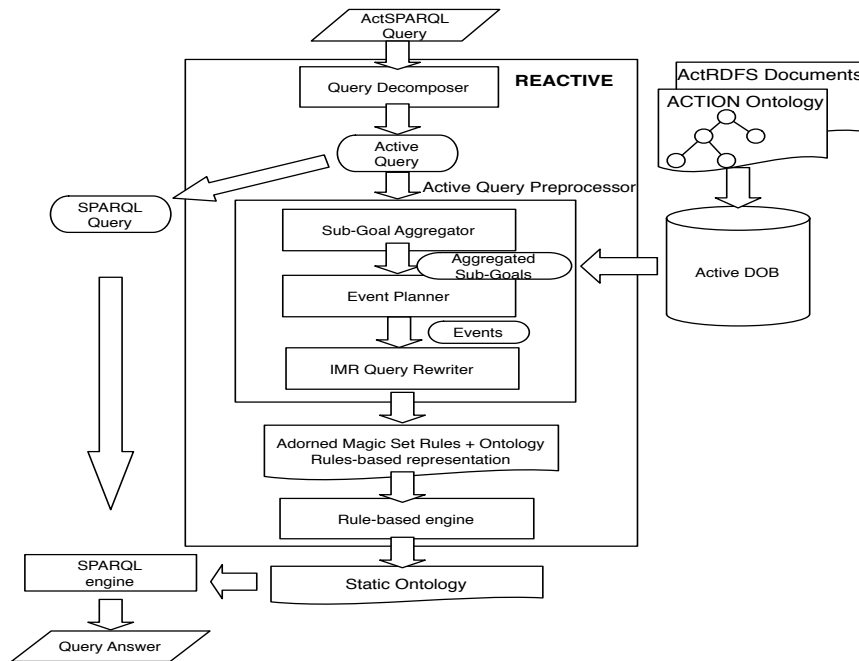 ActSPARQL
Query
REACTIVE
Query Decomposer
ActRDFS Documents
ACTION Ontology
Active
Query
Active Query Preprocessor
SPARQL
Query
Sub-Goal Aggregator
Aggregated
Sub-Goals
Active DOB
Event Planner
Events
IMR Query Rewriter
Adorned Magic Set Rules + Ontology
Rules-based representation
Rule-based engine
SPARQL
engine
Static Ontology
Query Answer